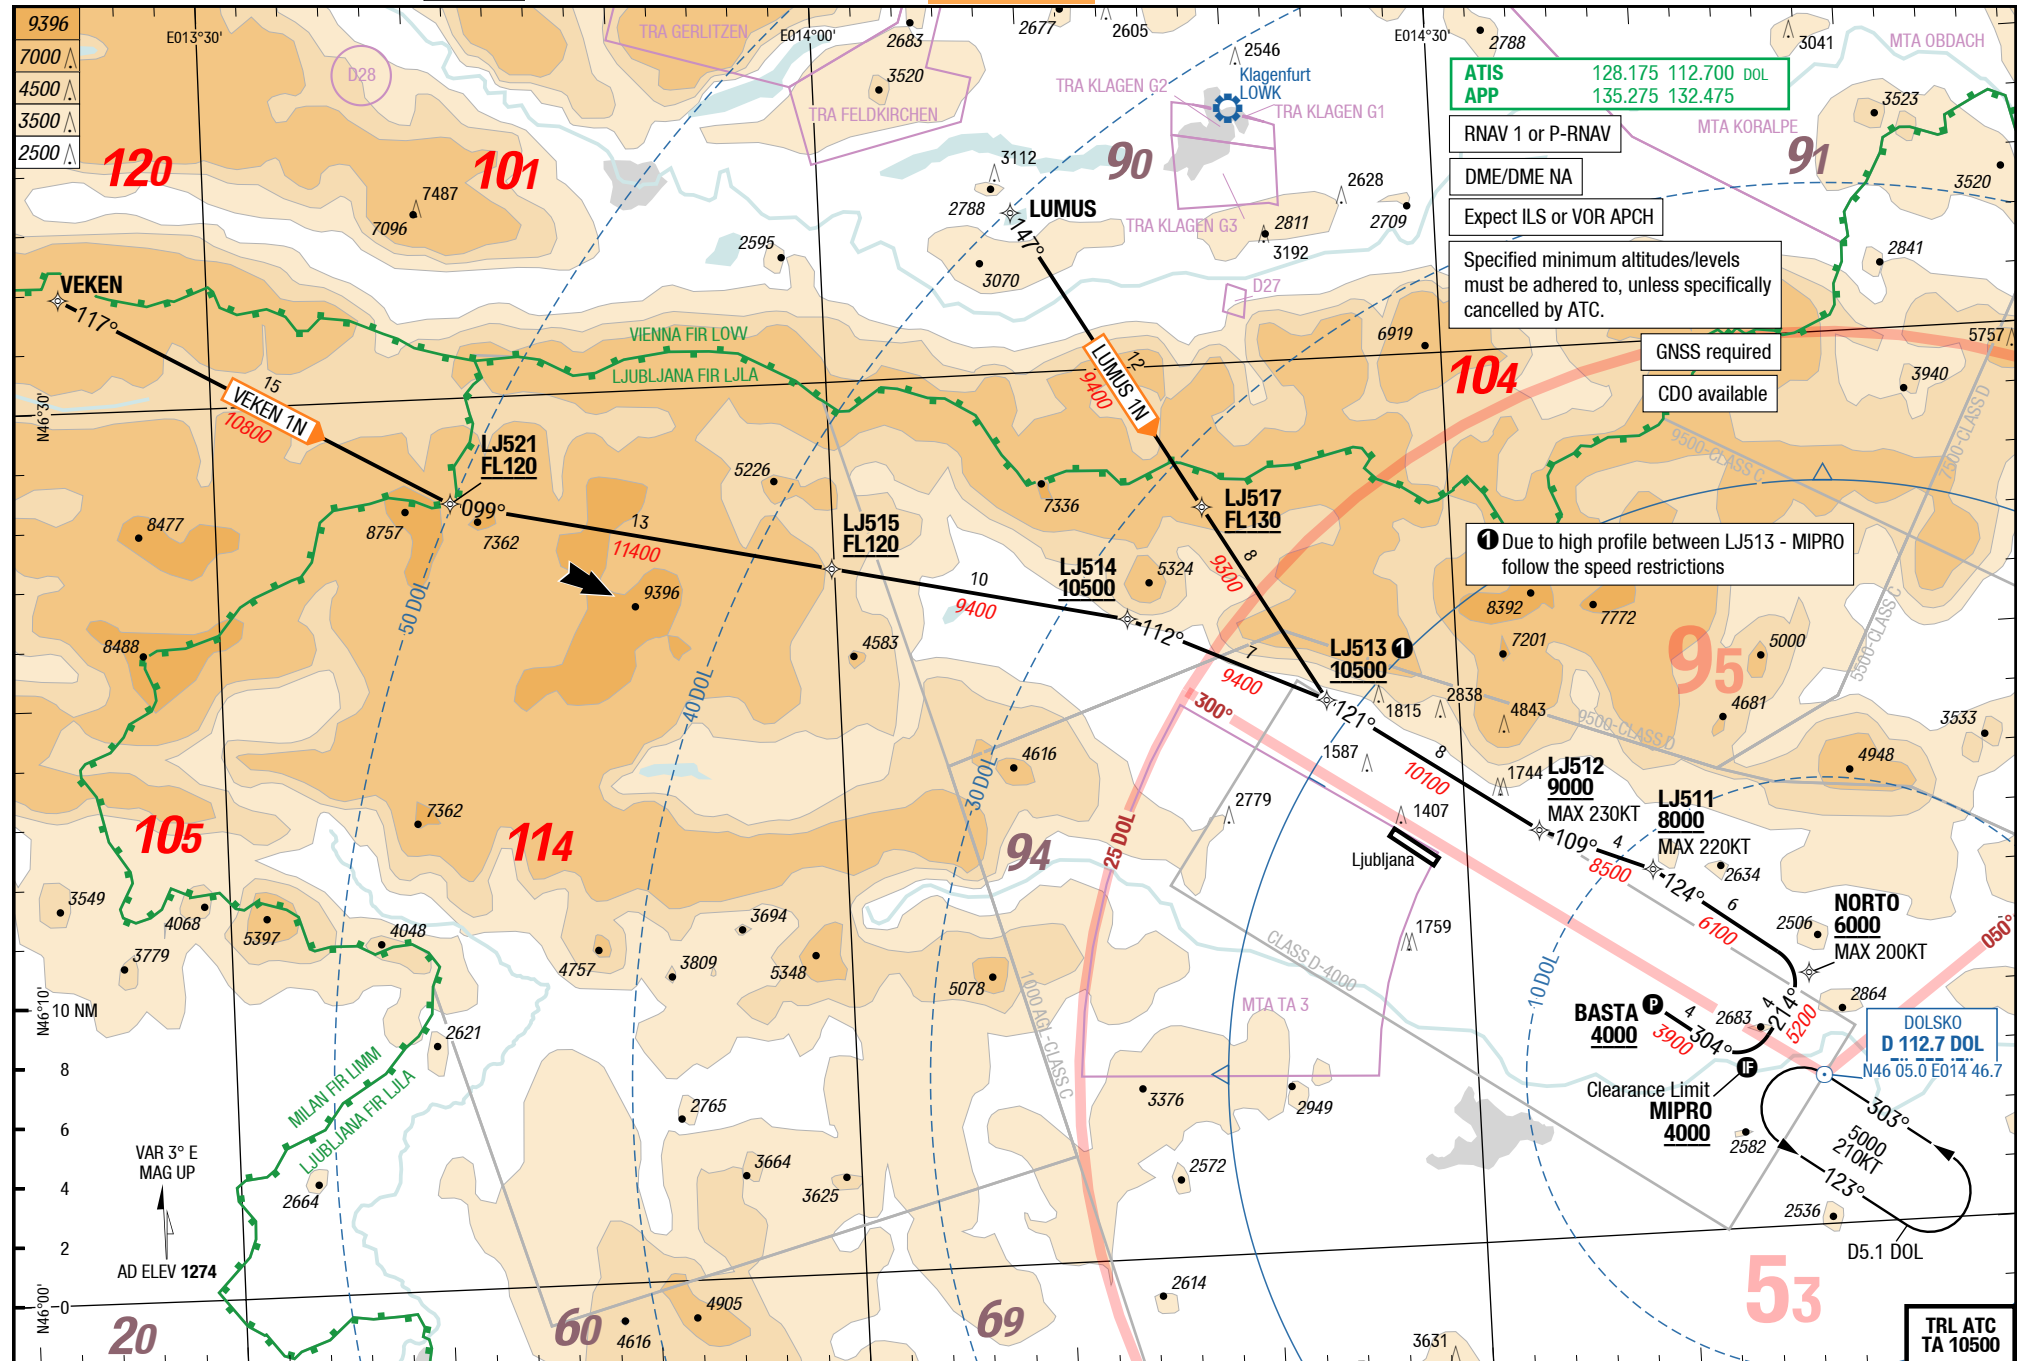 9396
7000
4500
3500
2500
E013°30'
E014°00'
E014°30'
TRA GERLITZEN
D28
2683
3520
TRA FELDKIRCHEN
2677
2605
2546
Klagenfurt
LOWK
TRA KLAGEN G2
TRA KLAGEN G1
TRA KLAGEN G3
2788
3041
MTA OBDACH
ATIS 128.175 112.700 DOL
APP 135.275 132.475
RNAV 1 or P-RNAV
DME/DME NA
Expect ILS or VOR APCH
Specified minimum altitudes/levels
must be adhered to, unless specifically
cancelled by ATC.
GNSS required
CDO available
MTA KORALPE
3523
3520
91
2841
120
101
90
7487
7096
3112
2788
LUMUS
147°
3070
2595
2628
2709
2811
3192
D27
VEKEN
117°
15
VEKEN 1N
10800
VIENNA FIR LOVV
LJUBLJANA FIR LJLA
12
LUMUS 1N
9400
6919
104
5757
3940
N46°30'
9500-CLASS C
7500-CLASS D
LJ521
FL120
099°
8477
8757
7362
13
11400
9396
5226
LJ515
FL120
7336
LJ517
FL130
8
9300
LJ514
10500
5324
10
9400
112°
7
9400
1 Due to high profile between LJ513 - MIPRO
follow the speed restrictions
8392
7772
7201
95
5000
4681
5500-CLASS C
50 DOL
40 DOL
30 DOL
25 DOL
10 DOL
8488
4583
LJ513 1
10500
300°
121°
1815
2838
4843
9500-CLASS D
3533
4948
4616
1587
8
10100
1744
LJ512
9000
MAX 230KT
LJ511
8000
MAX 220KT
2779
1407
Ljubljana
109°
4
8500
124°
6
6100
2634
105
7362
114
94
3549
4068
5397
4048
3779
4757
3694
3809
5348
5078
1759
CLASS D-4000
NORTO
6000
MAX 200KT
2506
050°
N46°10'
10 NM
1000 AGL-CLASS C
MTA TA 3
BASTA P
4000
4
3900
304°
2683
4
214°
5200
2864
DOLSKO
D 112.7 DOL
N46 05.0 E014 46.7
2621
8
6
4
2
0
MILAN FIR LIMM
LJUBLJANA FIR LJLA
2765
3376
2949
IF
Clearance Limit
MIPRO
4000
2582
303°
5000
210KT
123°
VAR 3° E
MAG UP
2664
3664
3625
2572
2536
D5.1 DOL
AD ELEV 1274
N46°00'
2614
53
4905
4616
20
60
69
3631
TRL ATC
TA 10500